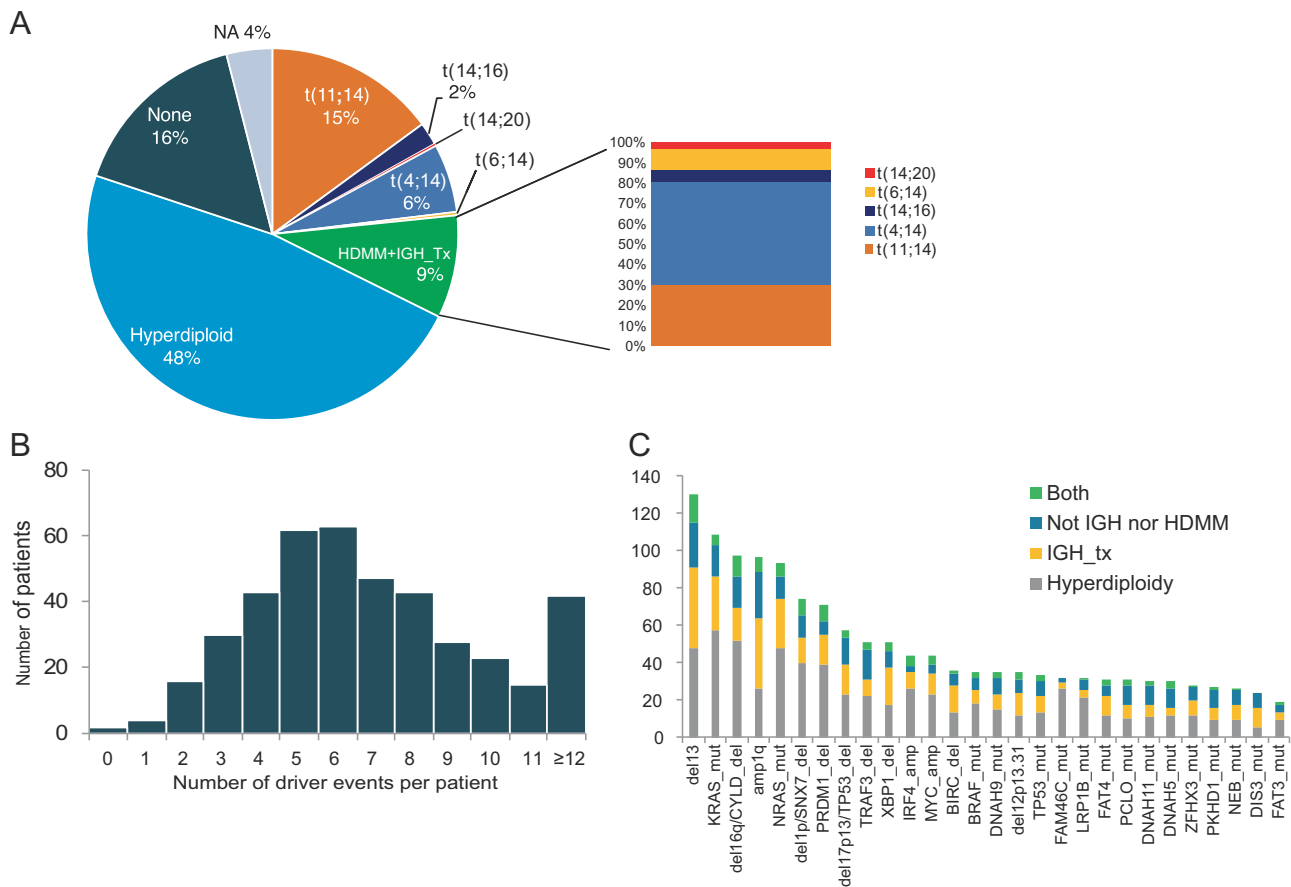 A
NA 4%
t(11;14)
15%
t(14;16)
2%
t(14;20)
t(6;14)
t(4;14)
6%
HDMM+IGH_Tx
9%
Hyperdiploid
48%
None
16%
100%
90%
80%
70%
60%
50%
40%
30%
20%
10%
0%
t(14;20)
t(6;14)
t(14;16)
t(4;14)
t(11;14)
B
Number of patients
80
60
40
20
0
0 1 2 3 4 5 6 7 8 9 10 11 ≥12
Number of driver events per patient
C
140
120
100
80
60
40
20
0
Both
Not IGH nor HDMM
IGH_tx
Hyperdiploidy
del13
KRAS_mut
del16q/CYLD_del
amp1q
NRAS_mut
del1p/SNX7_del
PRDM1_del
del17p13/TP53_del
TRAF3_del
XBP1_del
IRF4_amp
MYC_amp
BIRC_del
BRAF_mut
DNAH9_mut
del12p13.31
TP53_mut
FAM46C_mut
LRP1B_mut
FAT4_mut
PCLO_mut
DNAH11_mut
DNAH5_mut
ZFHX3_mut
PKHD1_mut
NEB_mut
DIS3_mut
FAT3_mut